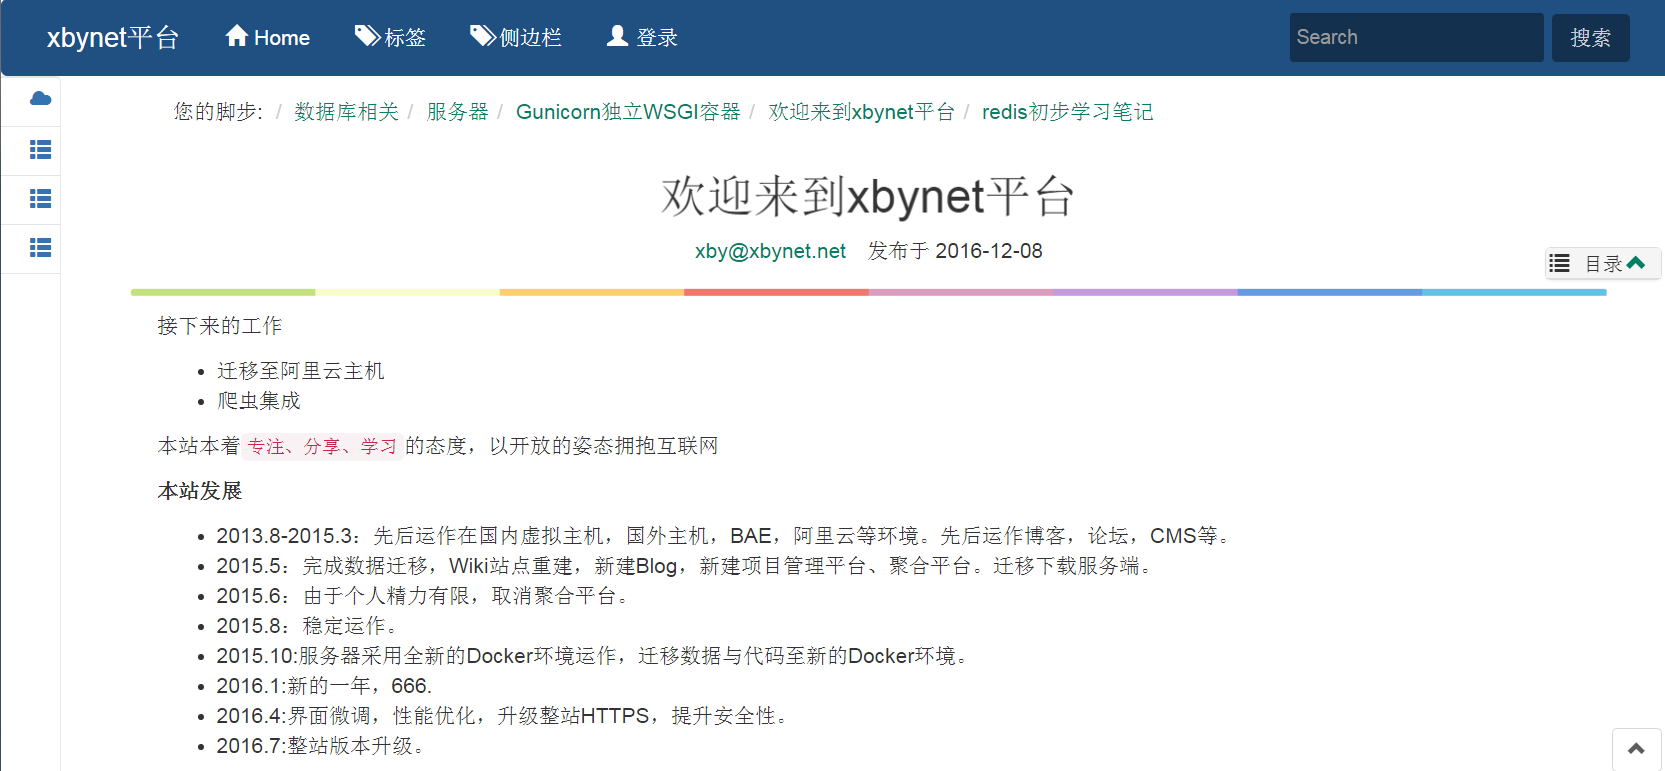 xbynet平台 Home 标签 侧边栏 登录 Search 搜索
您的脚步: / 数据库相关 / 服务器 / Gunicorn独立WSGI容器 / 欢迎来到xbynet平台 / redis初步学习笔记
欢迎来到xbynet平台
xby@xbynet.net 发布于 2016-12-08
目录
接下来的工作
• 迁移至阿里云主机
• 爬虫集成
本站本着 专注、分享、学习 的态度，以开放的姿态拥抱互联网
本站发展
• 2013.8-2015.3：先后运作在国内虚拟主机，国外主机，BAE，阿里云等环境。先后运作博客，论坛，CMS等。
• 2015.5：完成数据迁移，Wiki站点重建，新建Blog，新建项目管理平台、聚合平台。迁移下载服务端。
• 2015.6：由于个人精力有限，取消聚合平台。
• 2015.8：稳定运作。
• 2015.10:服务器采用全新的Docker环境运作，迁移数据与代码至新的Docker环境。
• 2016.1:新的一年，666.
• 2016.4:界面微调，性能优化，升级整站HTTPS，提升安全性。
• 2016.7:整站版本升级。